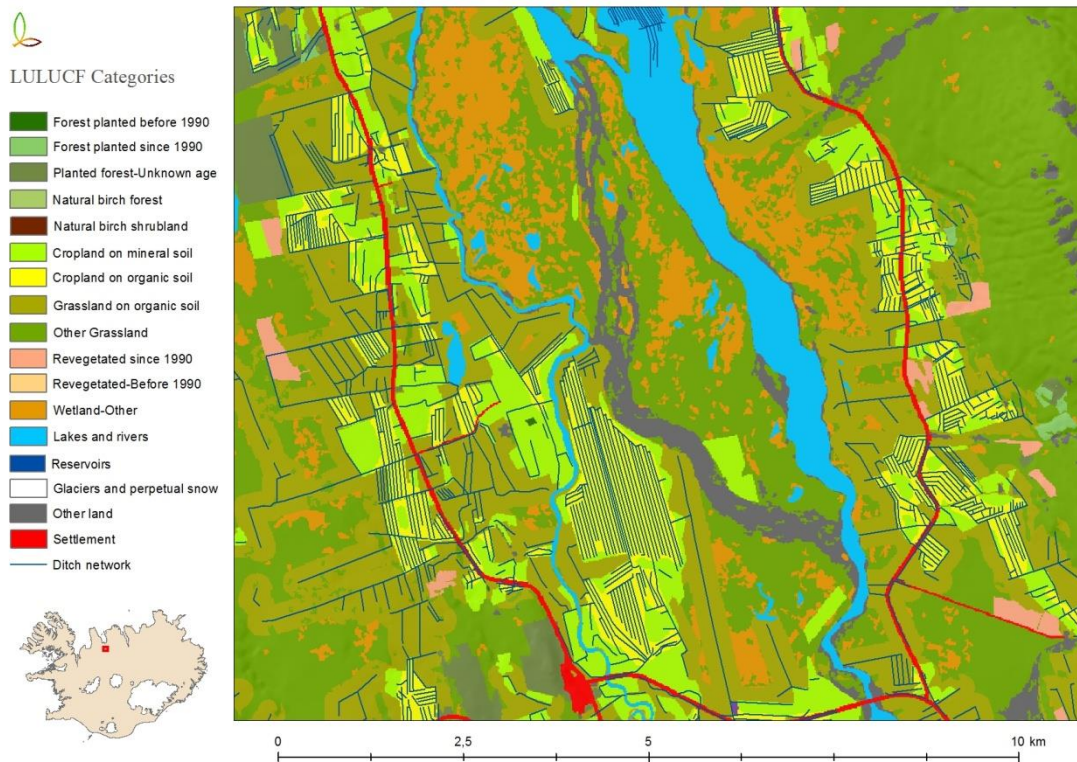 LULUCF Categories
Forest planted before 1990
Forest planted since 1990
Planted forest-Unknown age
Natural birch forest
Natural birch shrubland
Cropland on mineral soil
Cropland on organic soil
Grassland on organic soil
Other Grassland
Revegetated since 1990
Revegetated-Before 1990
Wetland-Other
Lakes and rivers
Reservoirs
Glaciers and perpetual snow
Other land
Settlement
Ditch network
0 2,5 5 10 km